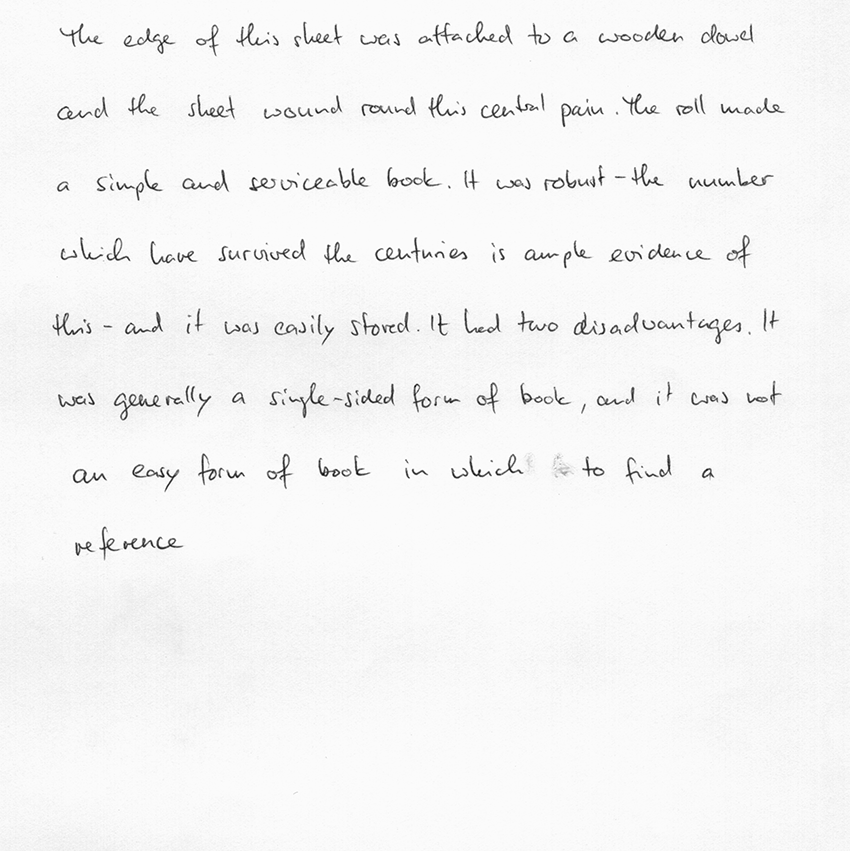 The edge of this sheet was attached to a wooden dowel
and the sheet wound round this central pain. The roll made
a simple and serviceable book. It was robust - the number
which have survived the centuries is ample evidence of
this - and it was easily stored. It had two disadvantages. It
was generally a single-sided form of book, and it was not
an easy form of book in which to find a
reference